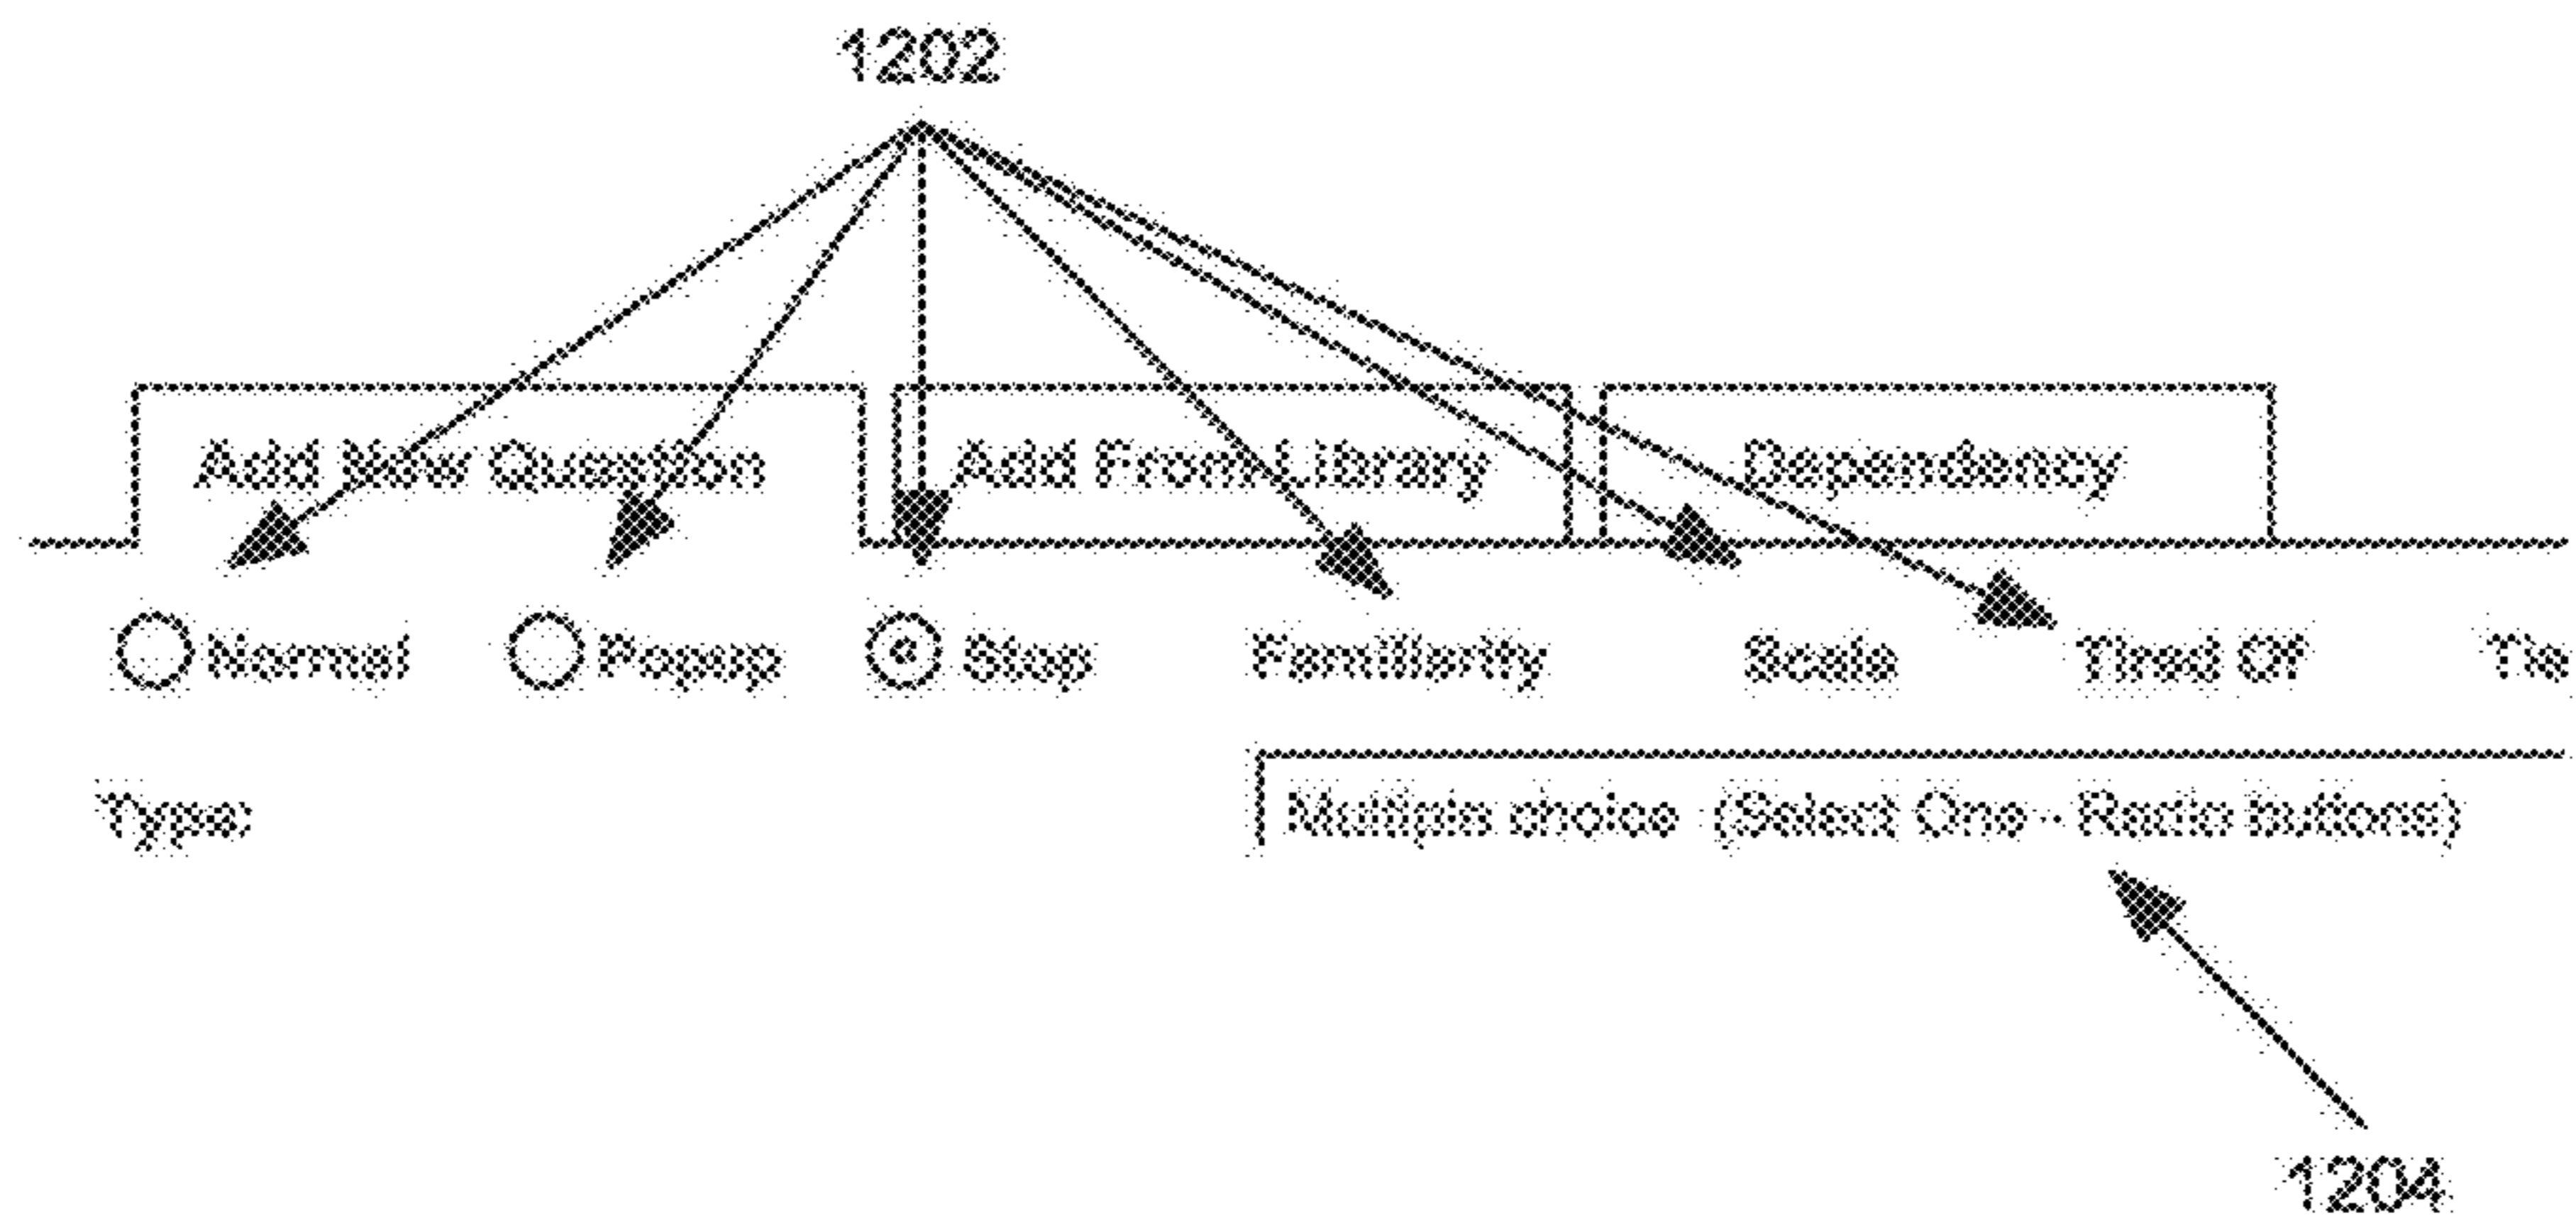 1202
Add New Question Add From Library Dependency
Normal Popup Stop Familiarity Scale Tired Of Tie
Type: Multiple choice (Select One - Radio buttons)
1204